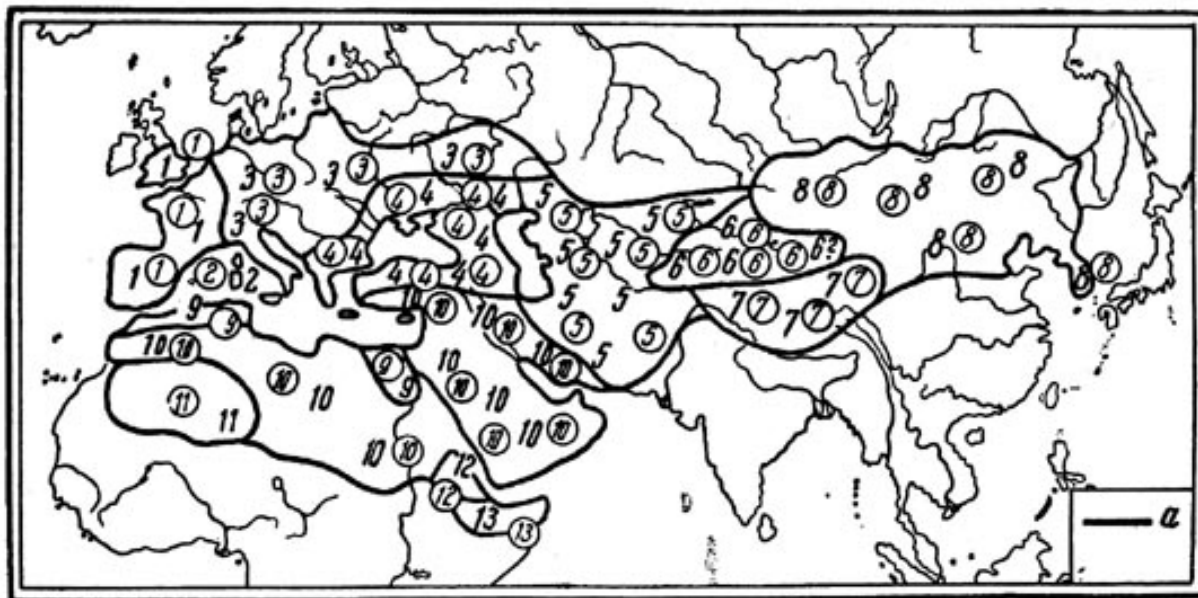 1 3 3
1 3 3 8
3 3 4 4 4 4 5 8 8 8 8 8
1 3 4 5 5
1 3 4 5 6 6 8 8
4 4 5 5 5 6?
1 1 2 2 4 4 4 4 5 6 6 6 6 6 8 8
7 7
9 10 10 5 5 7 7
9 10 10 5 7 7
10 10 10 5 5
9 10 10
10 9 10
11 10 10
11 10 10 10
10 10 12
12
13 13 a